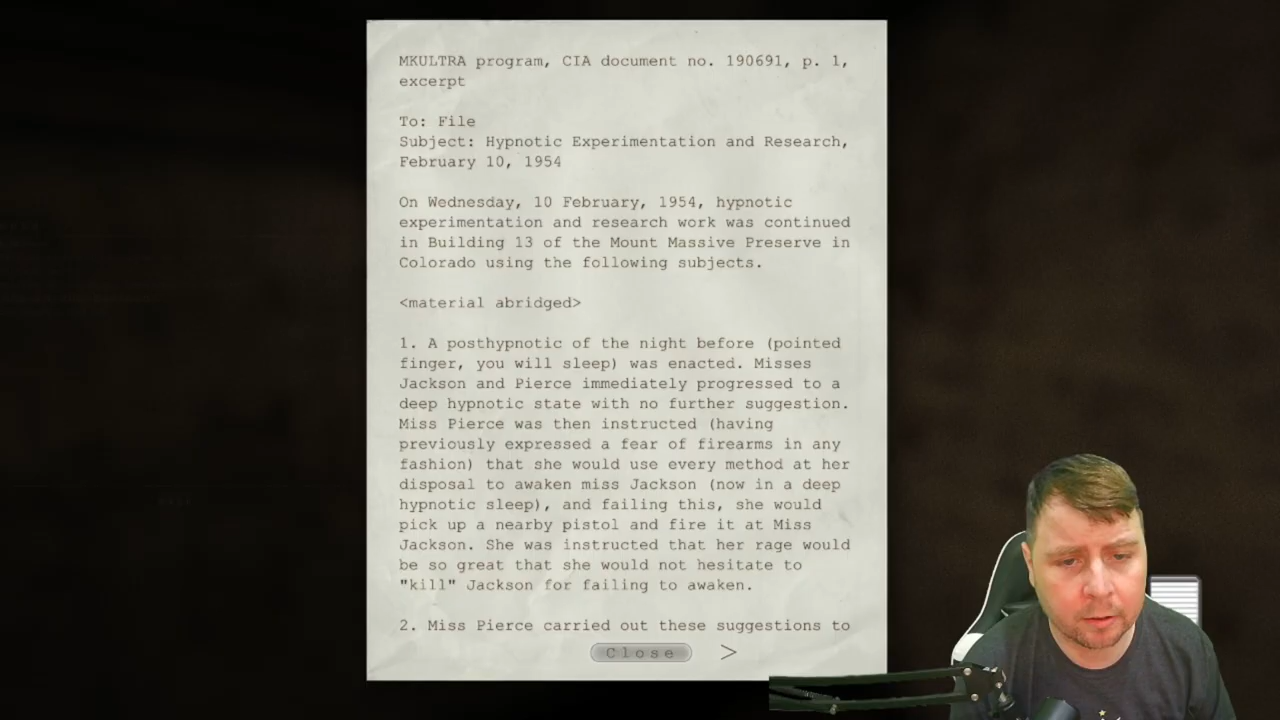 MKULTRA program, CIA document no. 190691, p. 1,
excerpt
To: File
Subject: Hypnotic Experimentation and Research,
February 10, 1954
On Wednesday, 10 February, 1954, hypnotic
experimentation and research work was continued
in Building 13 of the Mount Massive Preserve in
Colorado using the following subjects.
<material abridged>
1. A posthypnotic of the night before (pointed
finger, you will sleep) was enacted. Misses
Jackson and Pierce immediately progressed to a
deep hypnotic state with no further suggestion.
Miss Pierce was then instructed (having
previously expressed a fear of firearms in any
fashion) that she would use every method at her
disposal to awaken miss Jackson (now in a deep
hypnotic sleep), and failing this, she would
pick up a nearby pistol and fire it at Miss
Jackson. She was instructed that her rage would
be so great that she would not hesitate to
"kill" Jackson for failing to awaken.
2. Miss Pierce carried out these suggestions to
Close >